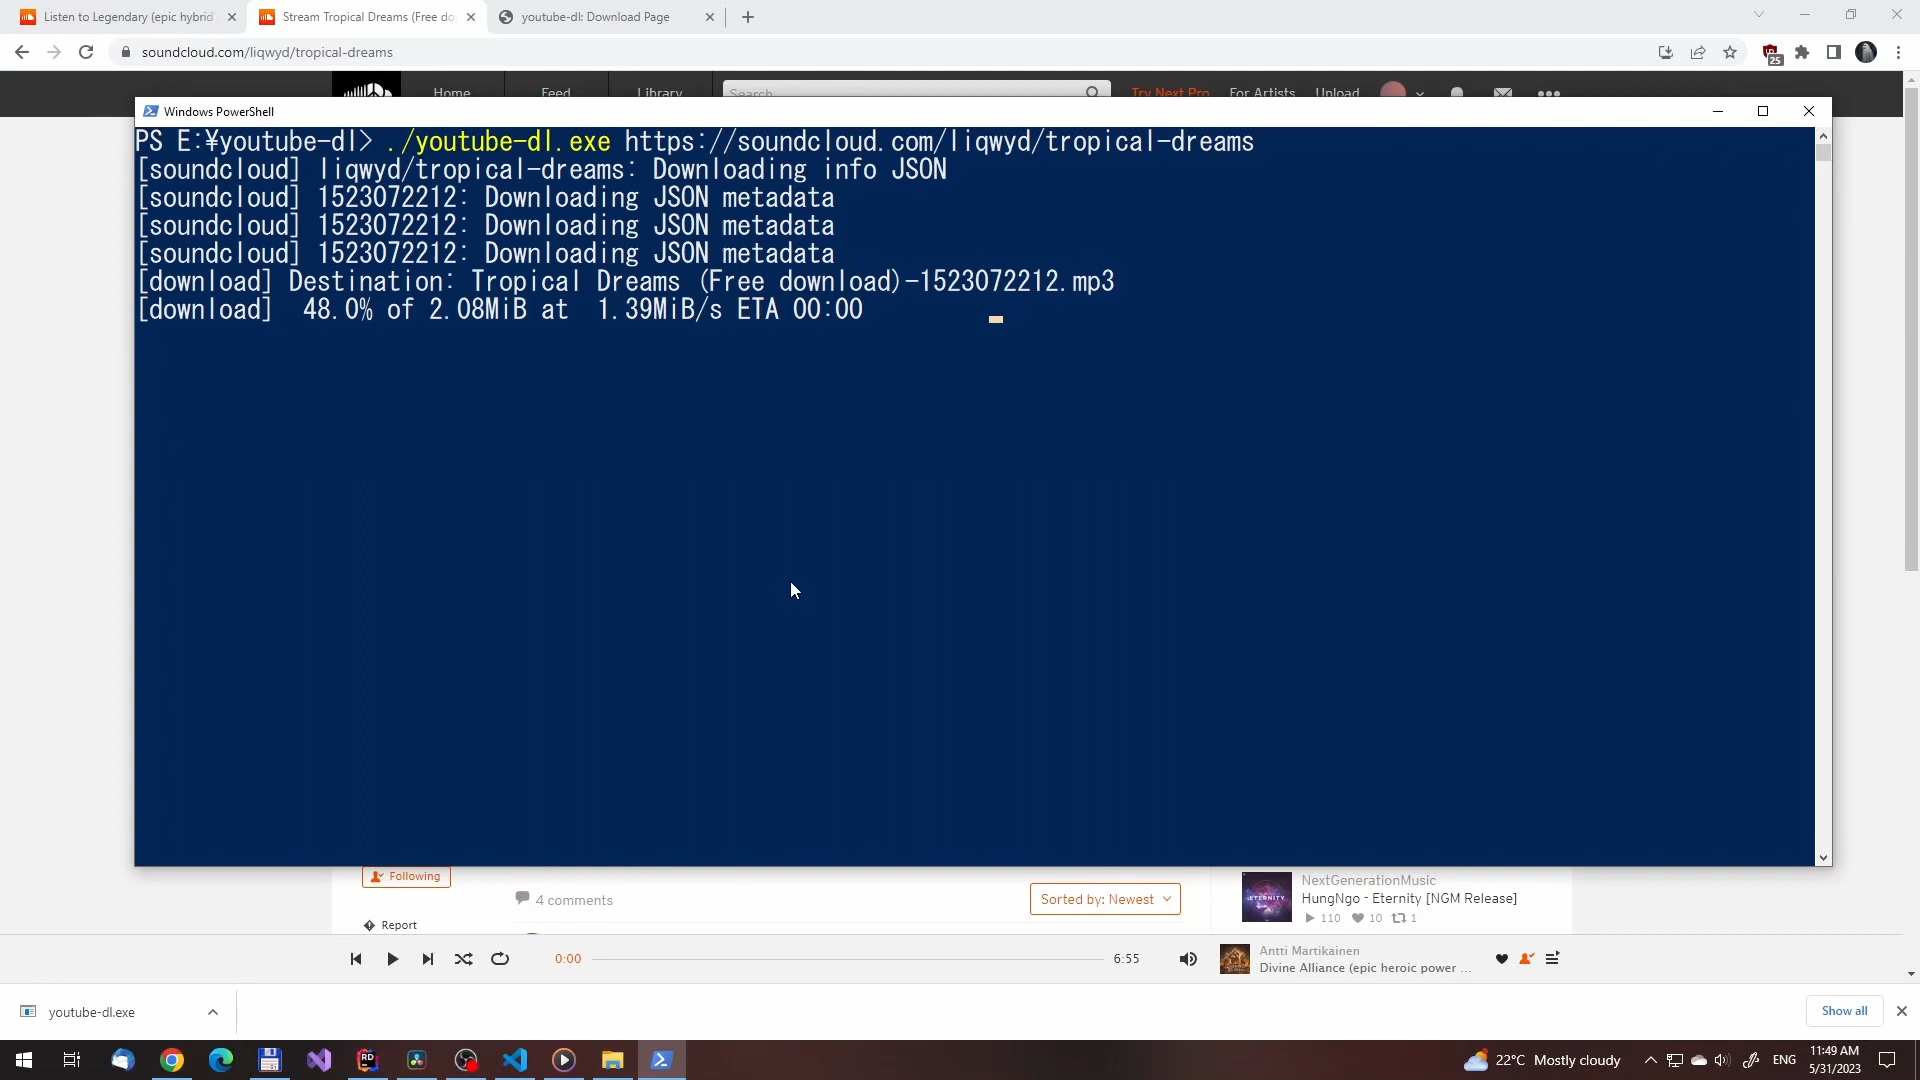 Listen to Legendary (epic hybrid
Stream Tropical Dreams (Free do
youtube-dl: Download Page
soundcloud.com/liqwyd/tropical-dreams
25
Home
Feed
Library
Search
Try Next Pro
For Artists
Upload
Windows PowerShell
PS E:¥youtube-dl> ./youtube-dl.exe https://soundcloud.com/liqwyd/tropical-dreams
[soundcloud] liqwyd/tropical-dreams: Downloading info JSON
[soundcloud] 1523072212: Downloading JSON metadata
[soundcloud] 1523072212: Downloading JSON metadata
[soundcloud] 1523072212: Downloading JSON metadata
[download] Destination: Tropical Dreams (Free download)-1523072212.mp3
[download]  48.0% of 2.08MiB at  1.39MiB/s ETA 00:00
Following
4 comments
Sorted by: Newest
Report
ETERNITY
NextGenerationMusic
HungNgo - Eternity [NGM Release]
110 10 1
0:00
6:55
Antti Martikainen
Divine Alliance (epic heroic power ...
youtube-dl.exe
Show all
RD
22°C Mostly cloudy
ENG
11:49 AM
5/31/2023